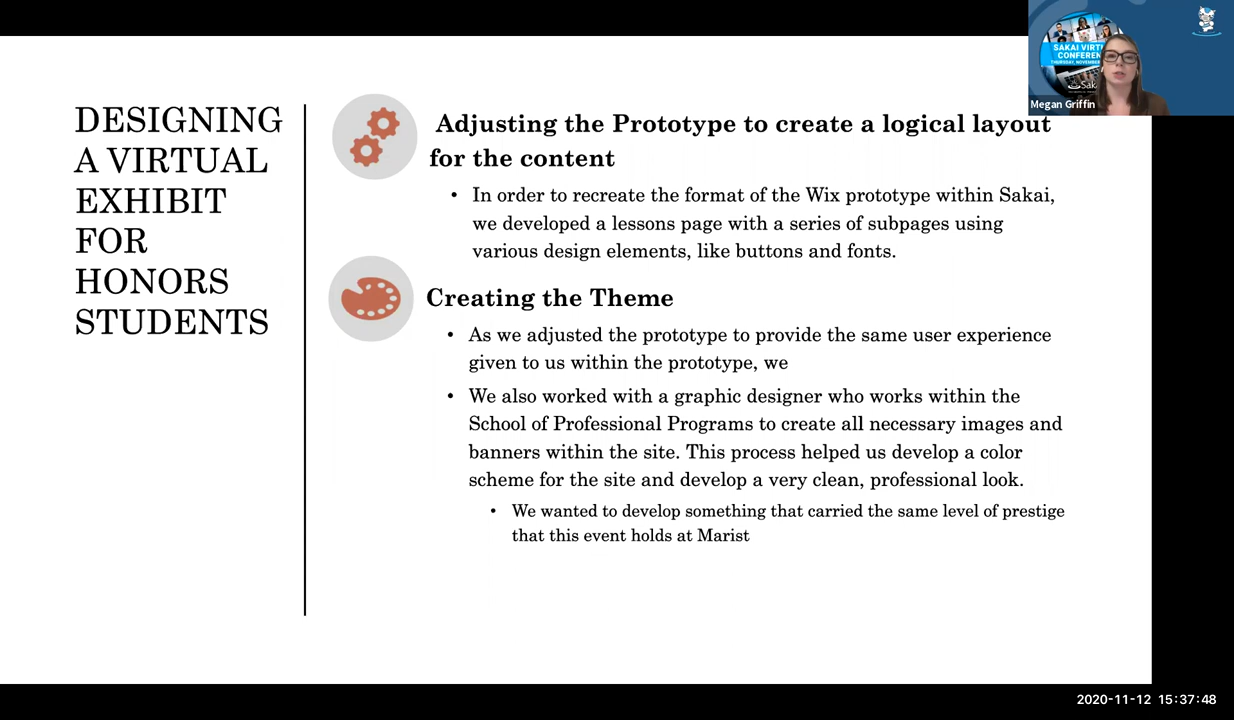 DESIGNING
A VIRTUAL
EXHIBIT
FOR
HONORS
STUDENTS
Adjusting the Prototype to create a logical layout
for the content
• In order to recreate the format of the Wix prototype within Sakai,
we developed a lessons page with a series of subpages using
various design elements, like buttons and fonts.
Creating the Theme
• As we adjusted the prototype to provide the same user experience
given to us within the prototype, we
• We also worked with a graphic designer who works within the
School of Professional Programs to create all necessary images and
banners within the site. This process helped us develop a color
scheme for the site and develop a very clean, professional look.
• We wanted to develop something that carried the same level of prestige
that this event holds at Marist
SAKAI
Megan Griffin
2020-11-12 15:37:48